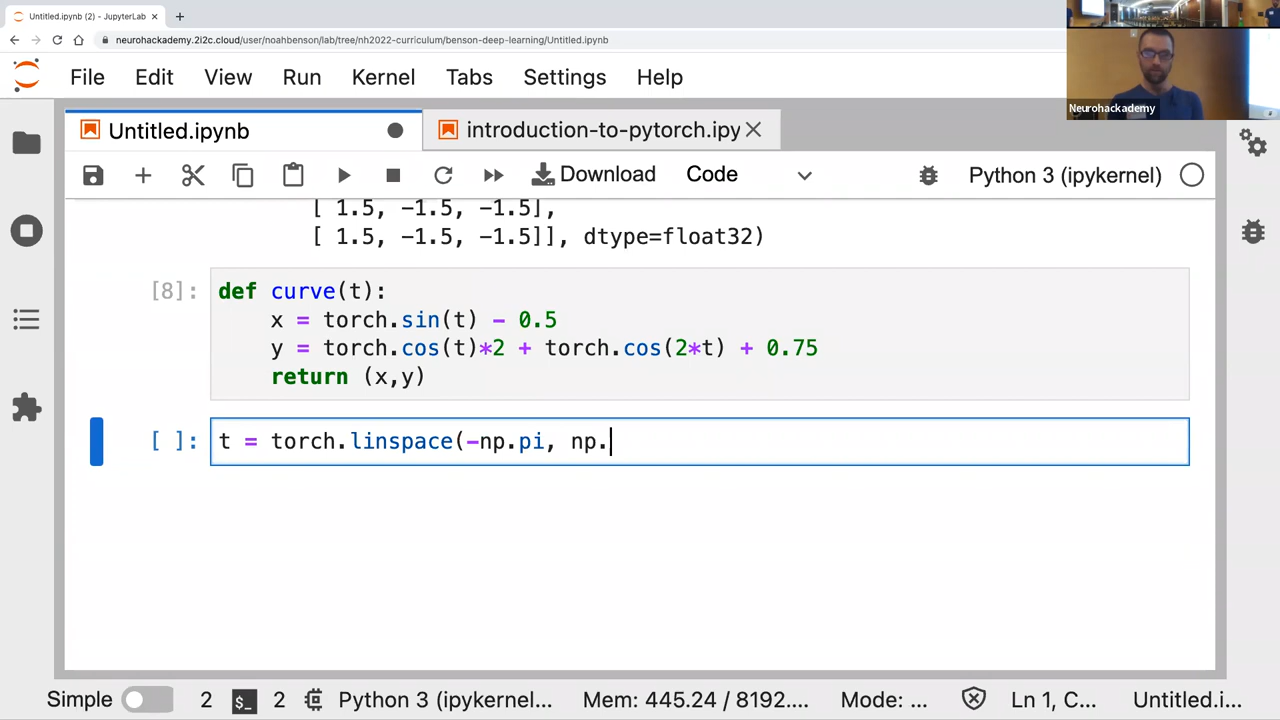 Untitled.ipynb (2) - JupyterLab
neurohackademy.2i2c.cloud/user/noahbenson/lab/tree/nh2022-curriculum/benson-deep-learning/Untitled.ipynb
File Edit View Run Kernel Tabs Settings Help
Neurohackademy
Untitled.ipynb introduction-to-pytorch.ipy
Download Code Python 3 (ipykernel)
[ 1.5, -1.5, -1.5],
[ 1.5, -1.5, -1.5]], dtype=float32)
[8]: def curve(t):
x = torch.sin(t) - 0.5
y = torch.cos(t)*2 + torch.cos(2*t) + 0.75
return (x,y)
[ ]: t = torch.linspace(-np.pi, np.
Simple 2 $_ 2 Python 3 (ipykernel... Mem: 445.24 / 8192.... Mode: ... Ln 1, C... Untitled.i...